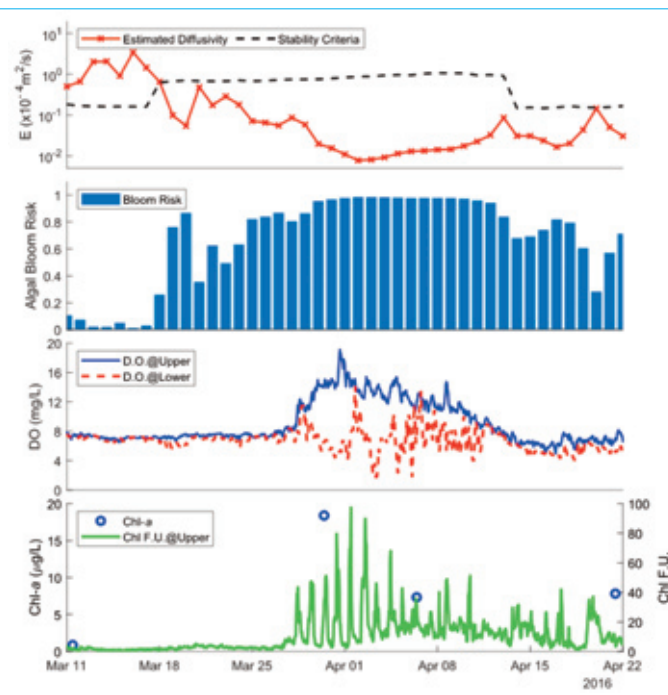 Estimated Diffusivity
Stability Criteria
E (x10⁻⁴m²/s)
10¹
10⁰
10⁻¹
10⁻²
Bloom Risk
Algal Bloom Risk
1
0.8
0.6
0.4
0.2
0
D.O.@Upper
D.O.@Lower
DO (mg/L)
20
16
12
8
4
0
Chl-a
Chl F.U.@Upper
Chl-a (μg/L)
20
15
10
5
0
100
80
60
40
20
0
Chl F.U.
Mar 11 Mar 18 Mar 25 Apr 01 Apr 08 Apr 15 Apr 22
2016